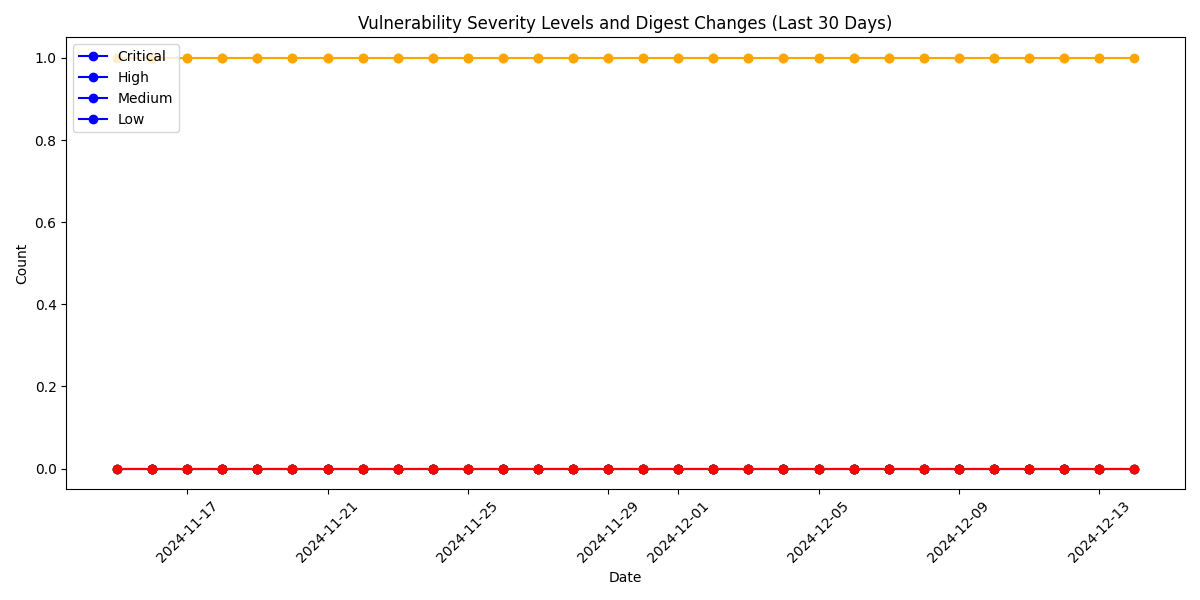 Vulnerability Severity Levels and Digest Changes (Last 30 Days)
Critical
High
Medium
Low
Count
1.0
0.8
0.6
0.4
0.2
0.0
2024-11-17
2024-11-21
2024-11-25
2024-11-29
2024-12-01
2024-12-05
2024-12-09
2024-12-13
Date